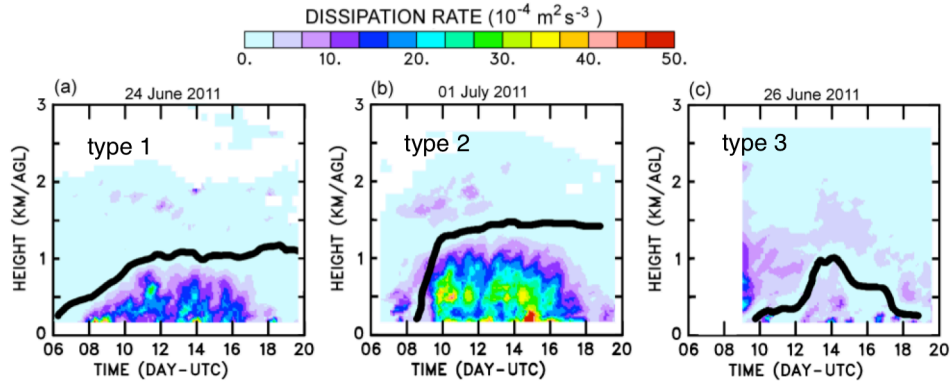 DISSIPATION RATE (10⁻⁴ m² s⁻³ )
0. 10. 20. 30. 40. 50.
(a) (b) (c)
24 June 2011 01 July 2011 26 June 2011
type 1 type 2 type 3
3 3 3
2 2 2
1 1 1
0 0 0
HEIGHT (KM/AGL) HEIGHT (KM/AGL) HEIGHT (KM/AGL)
06 08 10 12 14 16 18 20 06 08 10 12 14 16 18 20 06 08 10 12 14 16 18 20
TIME (DAY-UTC) TIME (DAY-UTC) TIME (DAY-UTC)